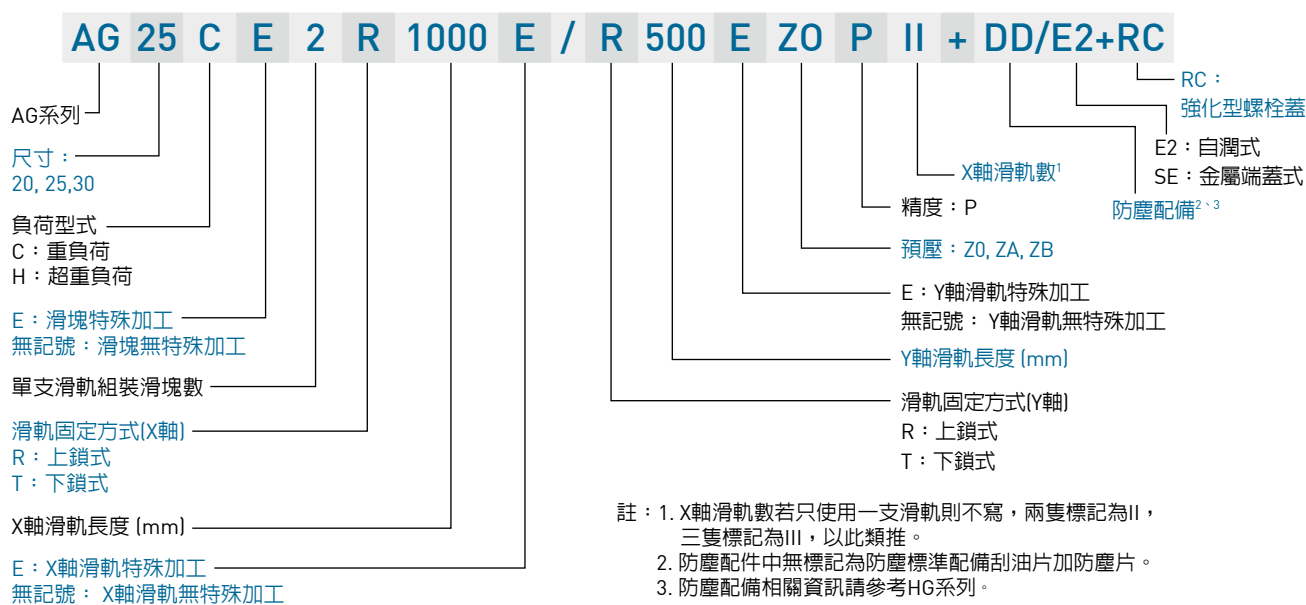 AG 25 C E 2 R 1000 E / R 500 E Z0 P II + DD/E2+RC
AG系列
尺寸：
20, 25,30
負荷型式
C：重負荷
H：超重負荷
E：滑塊特殊加工
無記號：滑塊無特殊加工
單支滑軌組裝滑塊數
滑軌固定方式(X軸)
R：上鎖式
T：下鎖式
X軸滑軌長度 (mm)
E：X軸滑軌特殊加工
無記號： X軸滑軌無特殊加工
RC：
強化型螺栓蓋
E2：自潤式
SE：金屬端蓋式
防塵配備2、3
X軸滑軌數1
精度：P
預壓：Z0, ZA, ZB
E：Y軸滑軌特殊加工
無記號： Y軸滑軌無特殊加工
Y軸滑軌長度 (mm)
滑軌固定方式(Y軸)
R：上鎖式
T：下鎖式
註：1. X軸滑軌數若只使用一支滑軌則不寫，兩隻標記為II，
三隻標記為III，以此類推。
2. 防塵配件中無標記為防塵標準配備刮油片加防塵片。
3. 防塵配備相關資訊請參考HG系列。